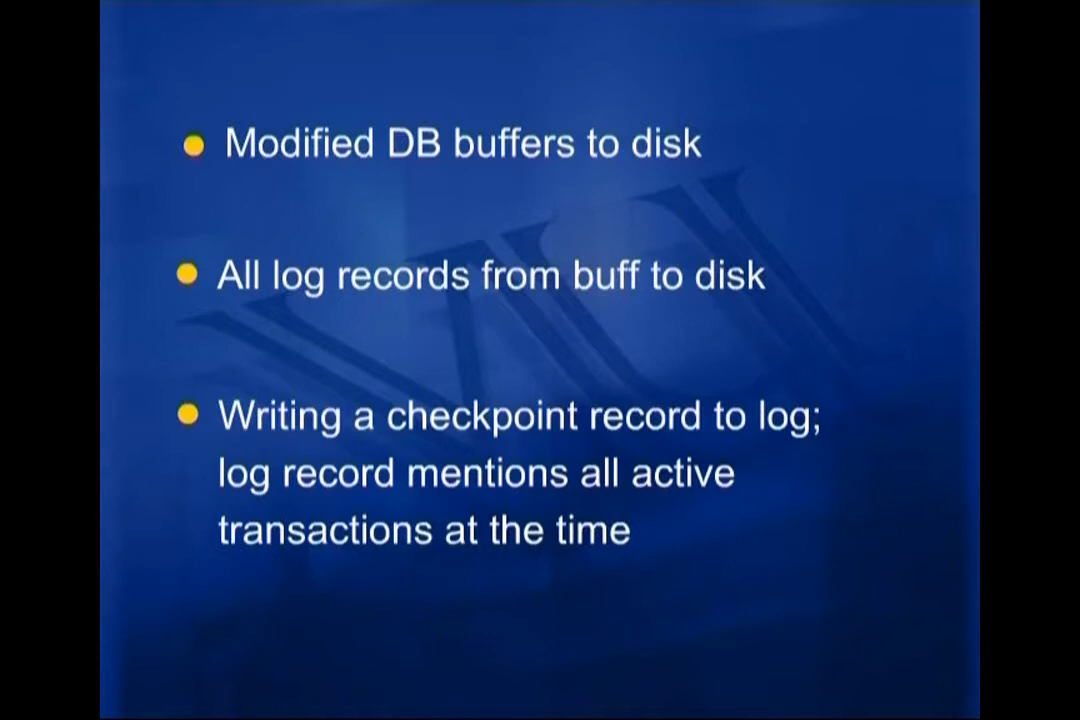 Modified DB buffers to disk
All log records from buff to disk
Writing a checkpoint record to log;
log record mentions all active
transactions at the time
VU